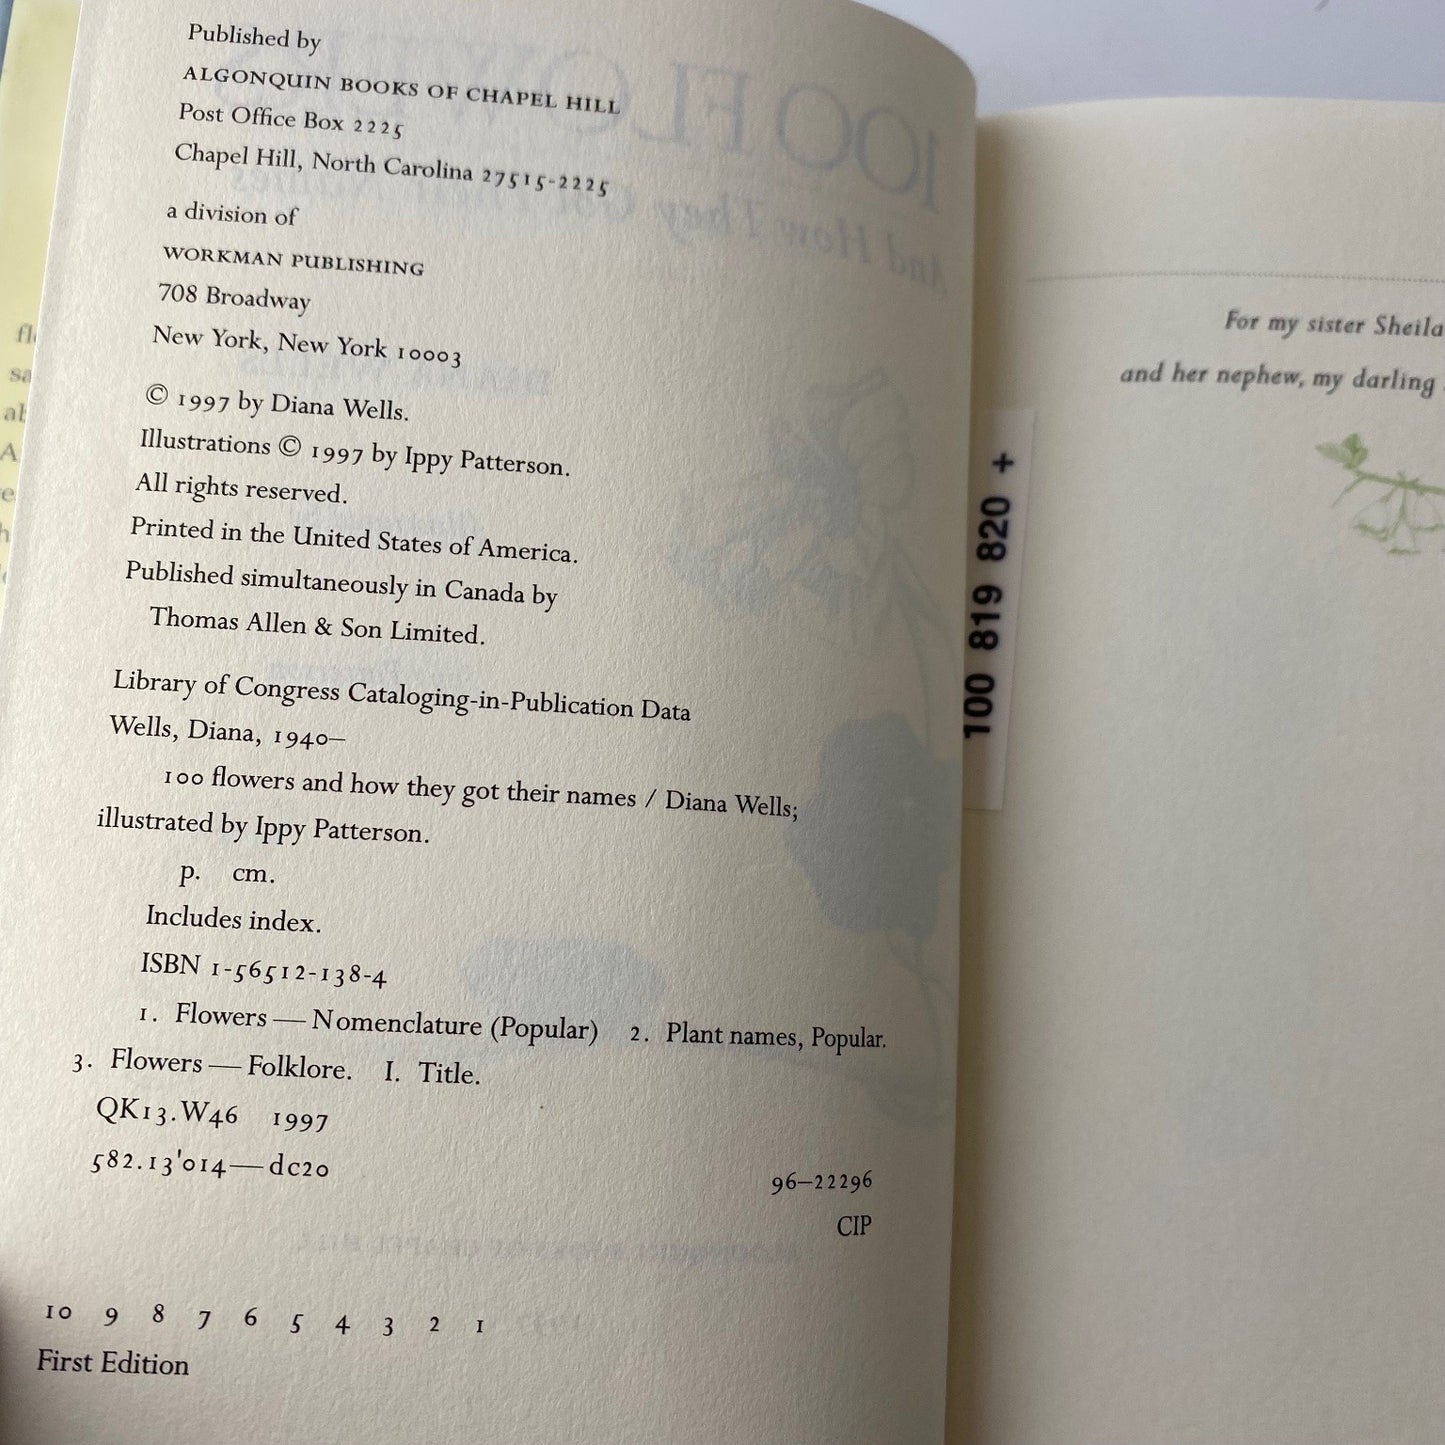 Published by
ALGONQUIN BOOKS OF CHAPEL HILL
Post Office Box 2225
Chapel Hill, North Carolina 27515-2225
a division of
WORKMAN PUBLISHING
708 Broadway
New York, New York 10003
© 1997 by Diana Wells.
Illustrations © 1997 by Ippy Patterson.
All rights reserved.
Printed in the United States of America.
Published simultaneously in Canada by
Thomas Allen & Son Limited.
Library of Congress Cataloging-in-Publication Data
Wells, Diana, 1940–
100 flowers and how they got their names / Diana Wells;
illustrated by Ippy Patterson.
p. cm.
Includes index.
ISBN 1-56512-138-4
1. Flowers — Nomenclature (Popular) 2. Plant names, Popular.
3. Flowers — Folklore. I. Title.
QK13.W46 1997
582.13'014—dc20
96–22296
CIP
10 9 8 7 6 5 4 3 2 1
First Edition
100 819 820 +
For my sister Sheila
and her nephew, my darling